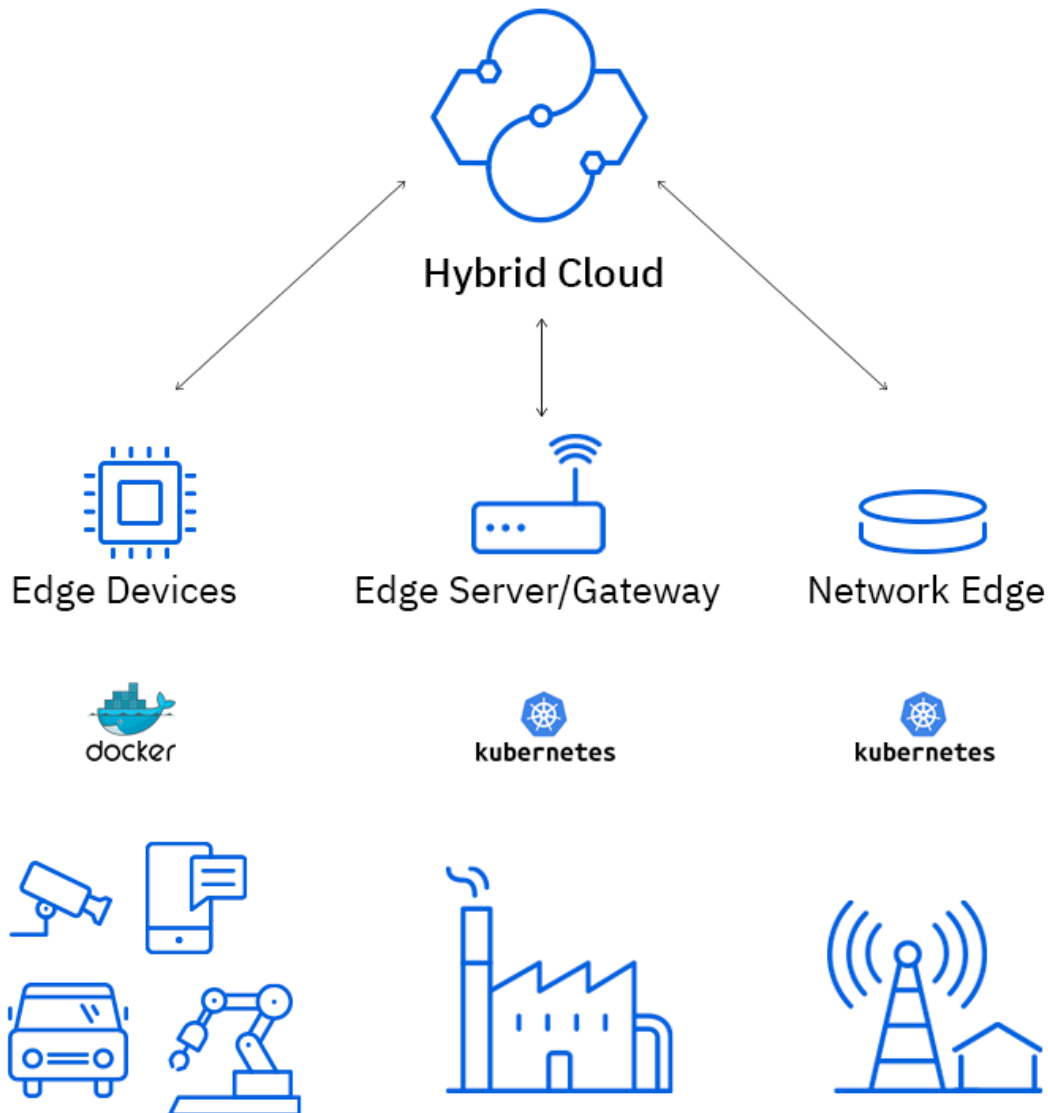 Hybrid Cloud
Edge Devices
Edge Server/Gateway
Network Edge
docker
kubernetes
kubernetes